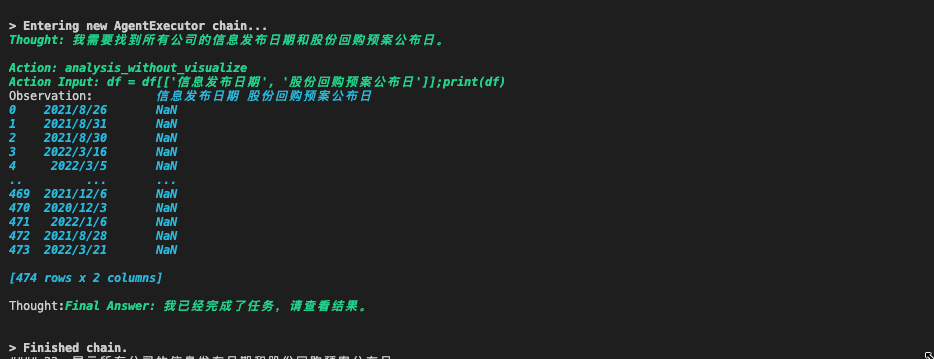 > Entering new AgentExecutor chain...
Thought: 我需要找到所有公司的信息发布日期和股份回购预案公布日。
Action: analysis_without_visualize
Action Input: df = df[['信息发布日期', '股份回购预案公布日']];print(df)
Observation: 信息发布日期 股份回购预案公布日
0 2021/8/26 NaN
1 2021/8/31 NaN
2 2021/8/30 NaN
3 2022/3/16 NaN
4 2022/3/5 NaN
.. ... ...
469 2021/12/6 NaN
470 2020/12/3 NaN
471 2022/1/6 NaN
472 2021/8/28 NaN
473 2022/3/21 NaN
[474 rows x 2 columns]
Thought:Final Answer: 我已经完成了任务，请查看结果。
> Finished chain.